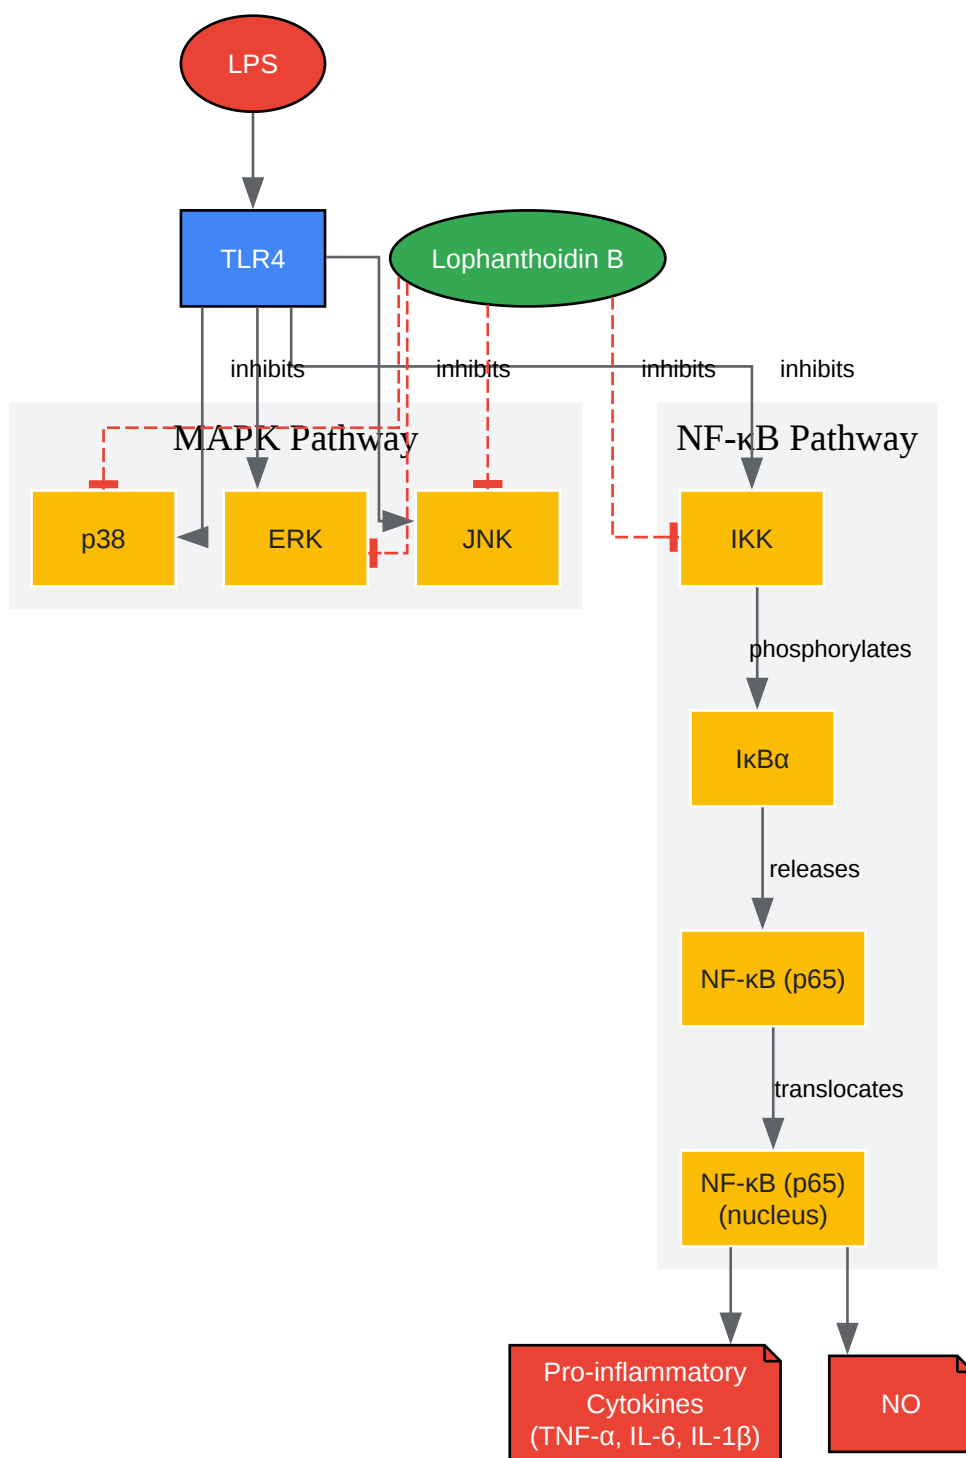 LPS
TLR4
Lophanthoidin B
inhibits
inhibits
inhibits
inhibits
MAPK Pathway
NF-κB Pathway
p38
ERK
JNK
IKK
phosphorylates
IκBα
releases
NF-κB (p65)
translocates
NF-κB (p65)
(nucleus)
Pro-inflammatory
Cytokines
(TNF-α, IL-6, IL-1β)
NO